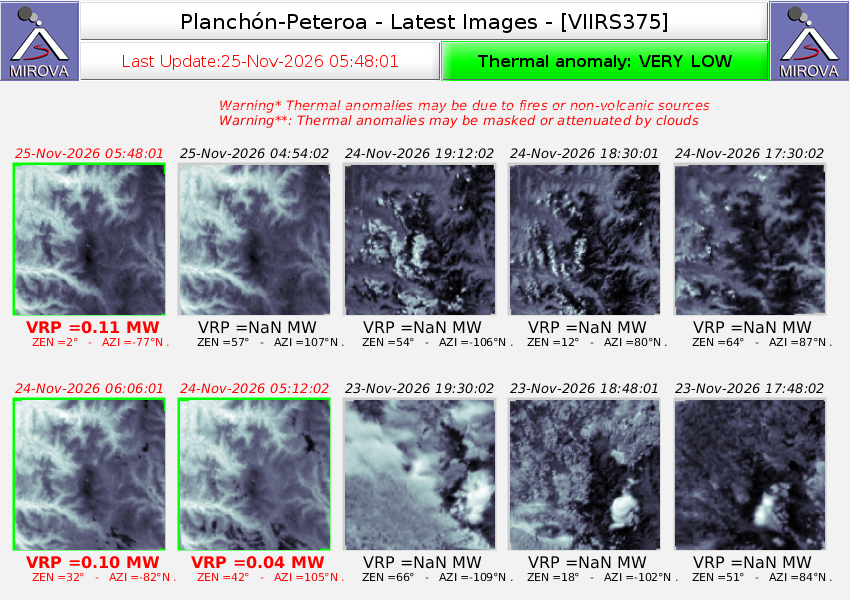 Planchón-Peteroa - Latest Images - [VIIRS375]
MIROVA
Last Update:25-Nov-2026 05:48:01
Thermal anomaly: VERY LOW
MIROVA
Warning* Thermal anomalies may be due to fires or non-volcanic sources
Warning**: Thermal anomalies may be masked or attenuated by clouds
25-Nov-2026 05:48:01
25-Nov-2026 04:54:02
24-Nov-2026 19:12:02
24-Nov-2026 18:30:01
24-Nov-2026 17:30:02
VRP =0.11 MW
VRP =NaN MW
VRP =NaN MW
VRP =NaN MW
VRP =NaN MW
ZEN =2° - AZI =-77°N .
ZEN =57° - AZI =107°N .
ZEN =54° - AZI =-106°N .
ZEN =12° - AZI =80°N .
ZEN =64° - AZI =87°N .
24-Nov-2026 06:06:01
24-Nov-2026 05:12:02
23-Nov-2026 19:30:02
23-Nov-2026 18:48:01
23-Nov-2026 17:48:02
VRP =0.10 MW
VRP =0.04 MW
VRP =NaN MW
VRP =NaN MW
VRP =NaN MW
ZEN =32° - AZI =-82°N .
ZEN =42° - AZI =105°N .
ZEN =66° - AZI =-109°N .
ZEN =18° - AZI =-102°N .
ZEN =51° - AZI =84°N .